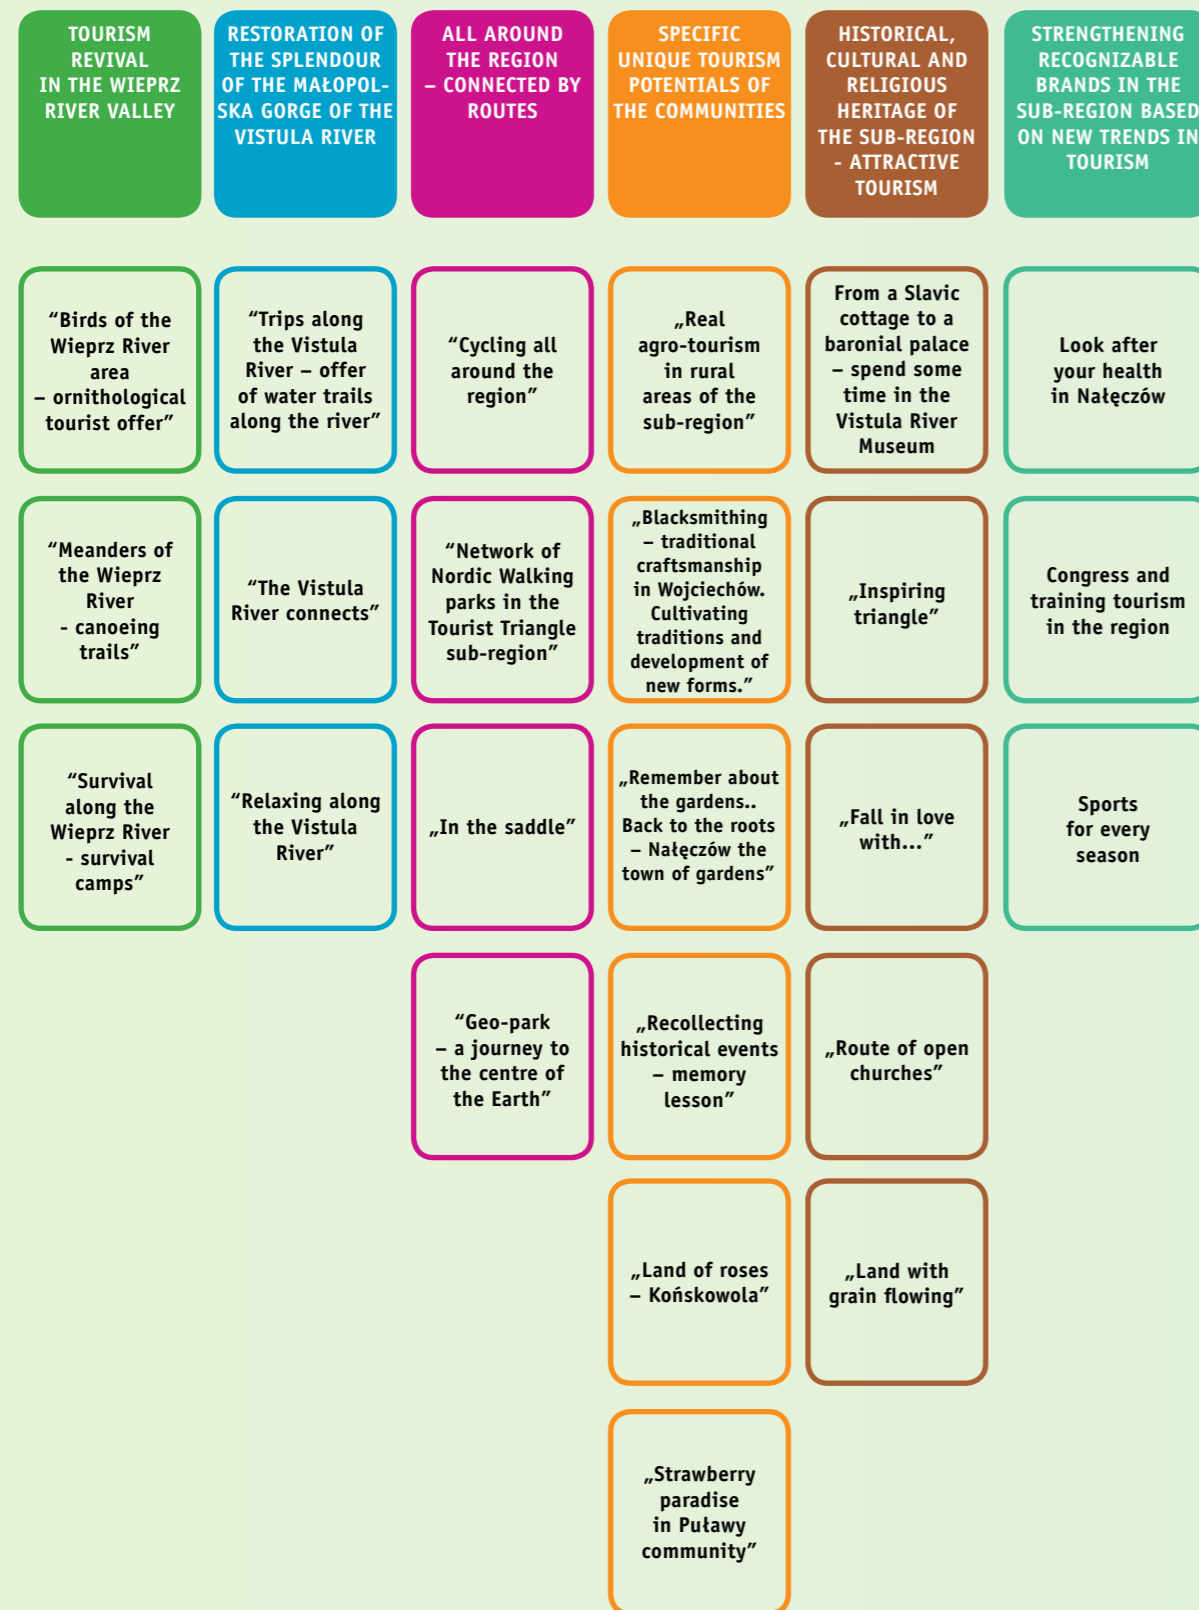 TOURISM
REVIVAL
IN THE WIEPRZ
RIVER VALLEY
RESTORATION OF
THE SPLENDOUR
OF THE MAŁOPOL-
SKA GORGE OF THE
VISTULA RIVER
ALL AROUND
THE REGION
– CONNECTED BY
ROUTES
SPECIFIC
UNIQUE TOURISM
POTENTIALS OF
THE COMMUNITIES
HISTORICAL,
CULTURAL AND
RELIGIOUS
HERITAGE OF
THE SUB-REGION
- ATTRACTIVE
TOURISM
STRENGTHENING
RECOGNIZABLE
BRANDS IN THE
SUB-REGION BASED
ON NEW TRENDS IN
TOURISM
“Birds of the
Wieprz River
area
– ornithological
tourist offer”
“Trips along
the Vistula
River – offer
of water trails
along the river”
“Cycling all
around the
region”
„Real
agro-tourism
in rural
areas of the
sub-region”
From a Slavic
cottage to a
baronial palace
– spend some
time in the
Vistula River
Museum
Look after
your health
in Nałęczów
“Meanders of
the Wieprz
River
- canoeing
trails”
“The Vistula
River connects”
“Network of
Nordic Walking
parks in the
Tourist Triangle
sub-region”
„Blacksmithing
– traditional
craftsmanship
in Wojciechów.
Cultivating
traditions and
development of
new forms.”
„Inspiring
triangle”
Congress and
training tourism
in the region
“Survival
along the
Wieprz River
- survival
camps”
“Relaxing along
the Vistula
River”
„In the saddle”
„Remember about
the gardens..
Back to the roots
– Nałęczów the
town of gardens”
„Fall in love
with...”
Sports
for every
season
“Geo-park
– a journey to
the centre of
the Earth”
„Recollecting
historical events
– memory
lesson”
„Route of open
churches”
„Land of roses
– Końskowola”
„Land with
grain flowing”
„Strawberry
paradise
in Puławy
community”